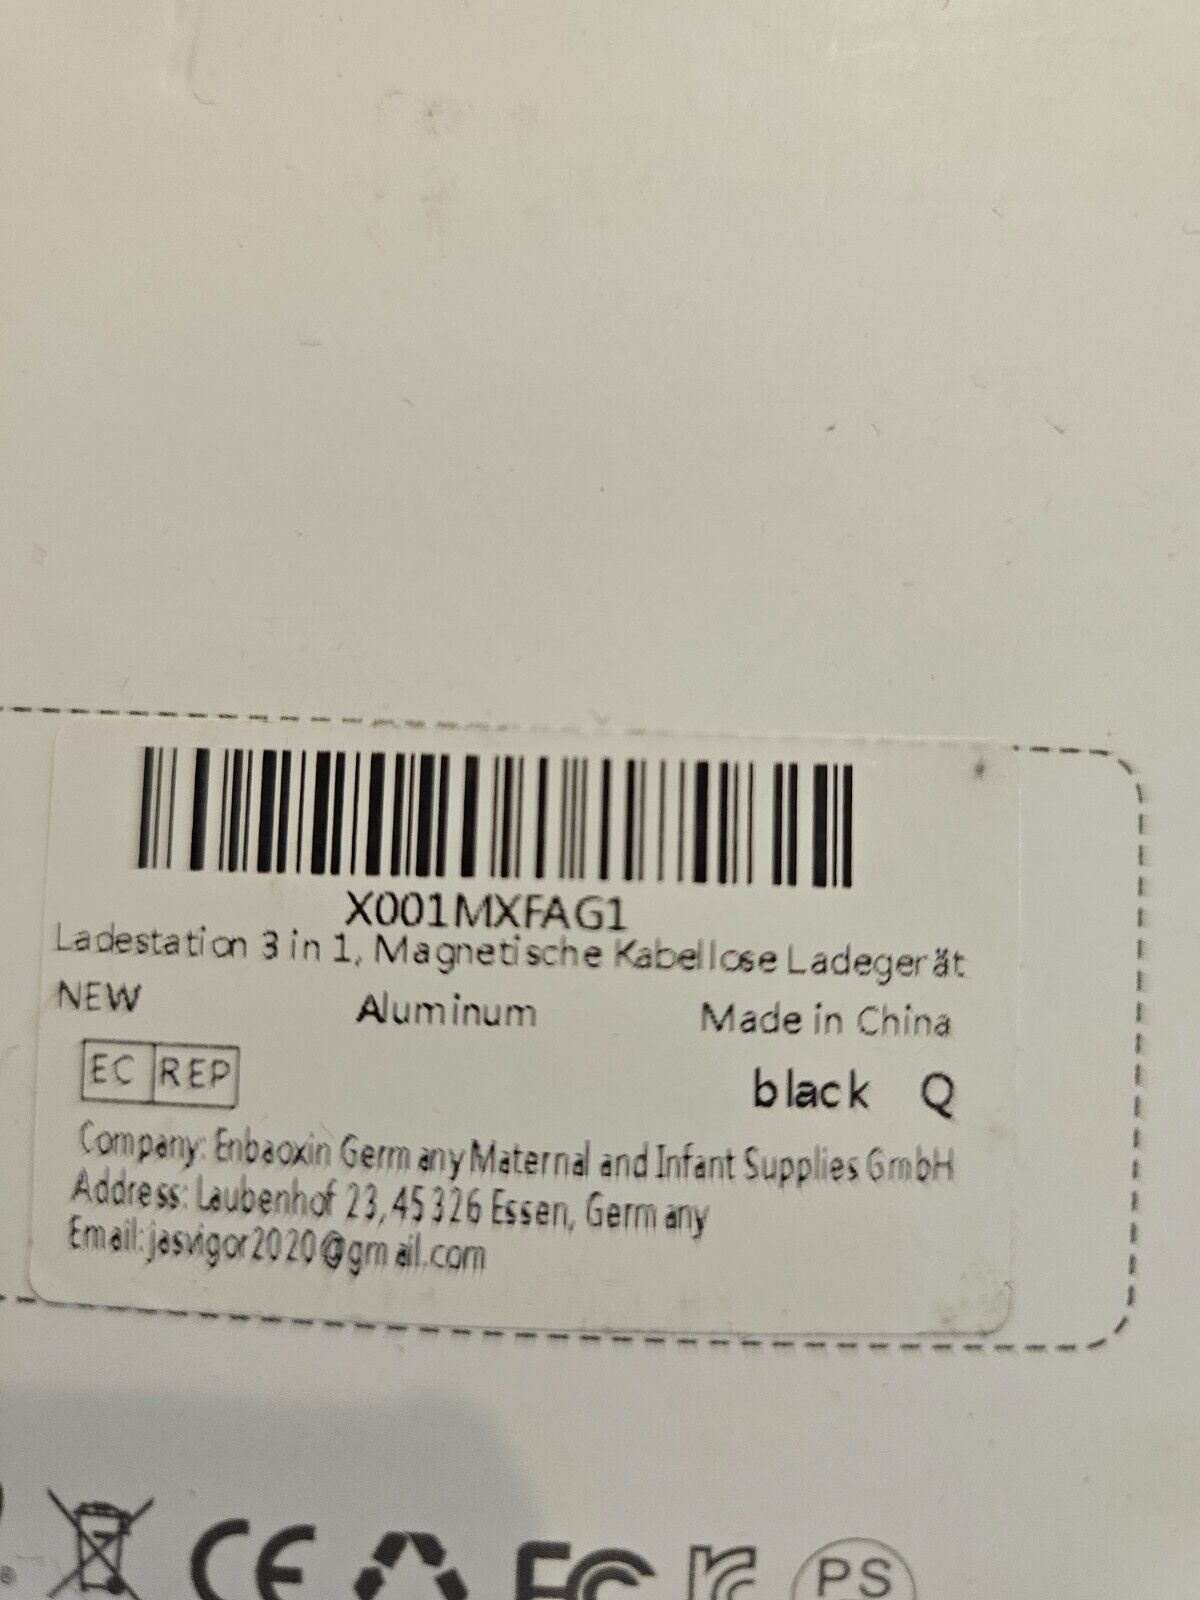 X001MXFAG1
Ladestation 3 in 1, Magnetische Kabellose Ladegerät
NEW Aluminum Made in China
EC REP
black Q
Company: Enbaoxin Germany Maternal and Infant Supplies GmbH
Address: Laubenhof 23, 45326 Essen, Germany
Email: jasvigor2020@gmail.com
CE FC PS